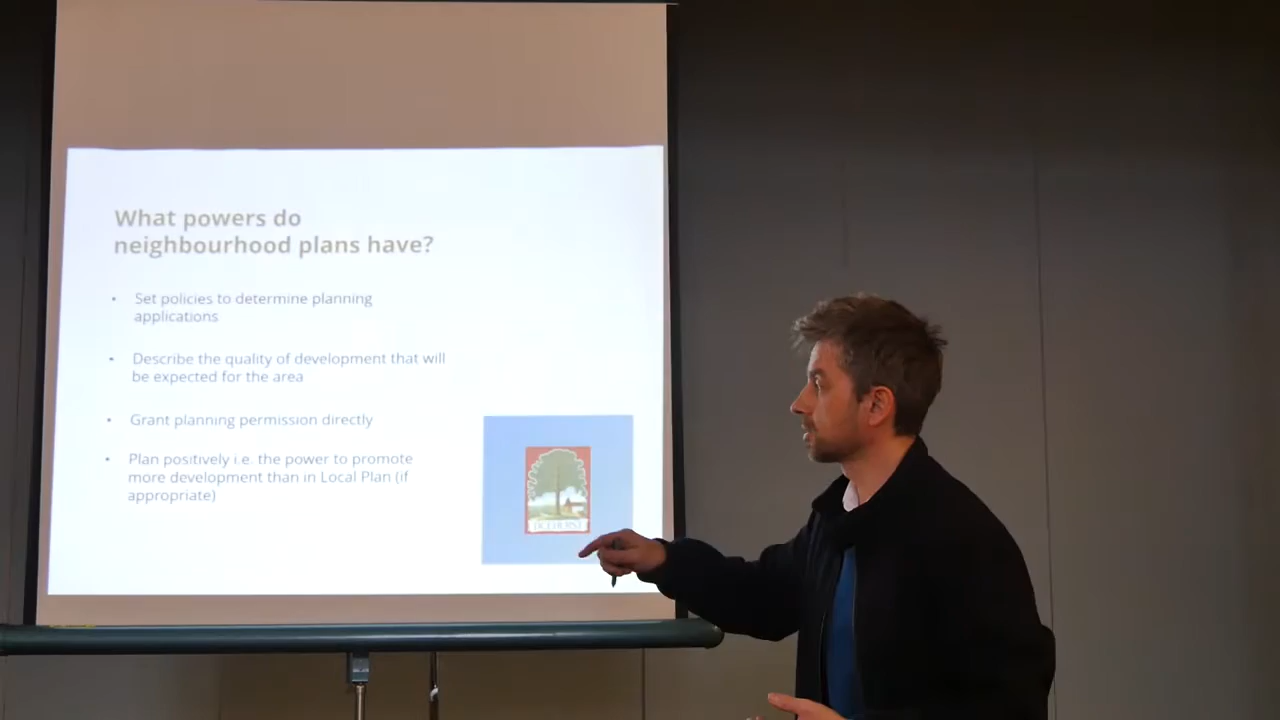 What powers do
neighbourhood plans have?
• Set policies to determine planning
applications
• Describe the quality of development that will
be expected for the area
• Grant planning permission directly
• Plan positively i.e. the power to promote
more development than in Local Plan (if
appropriate)